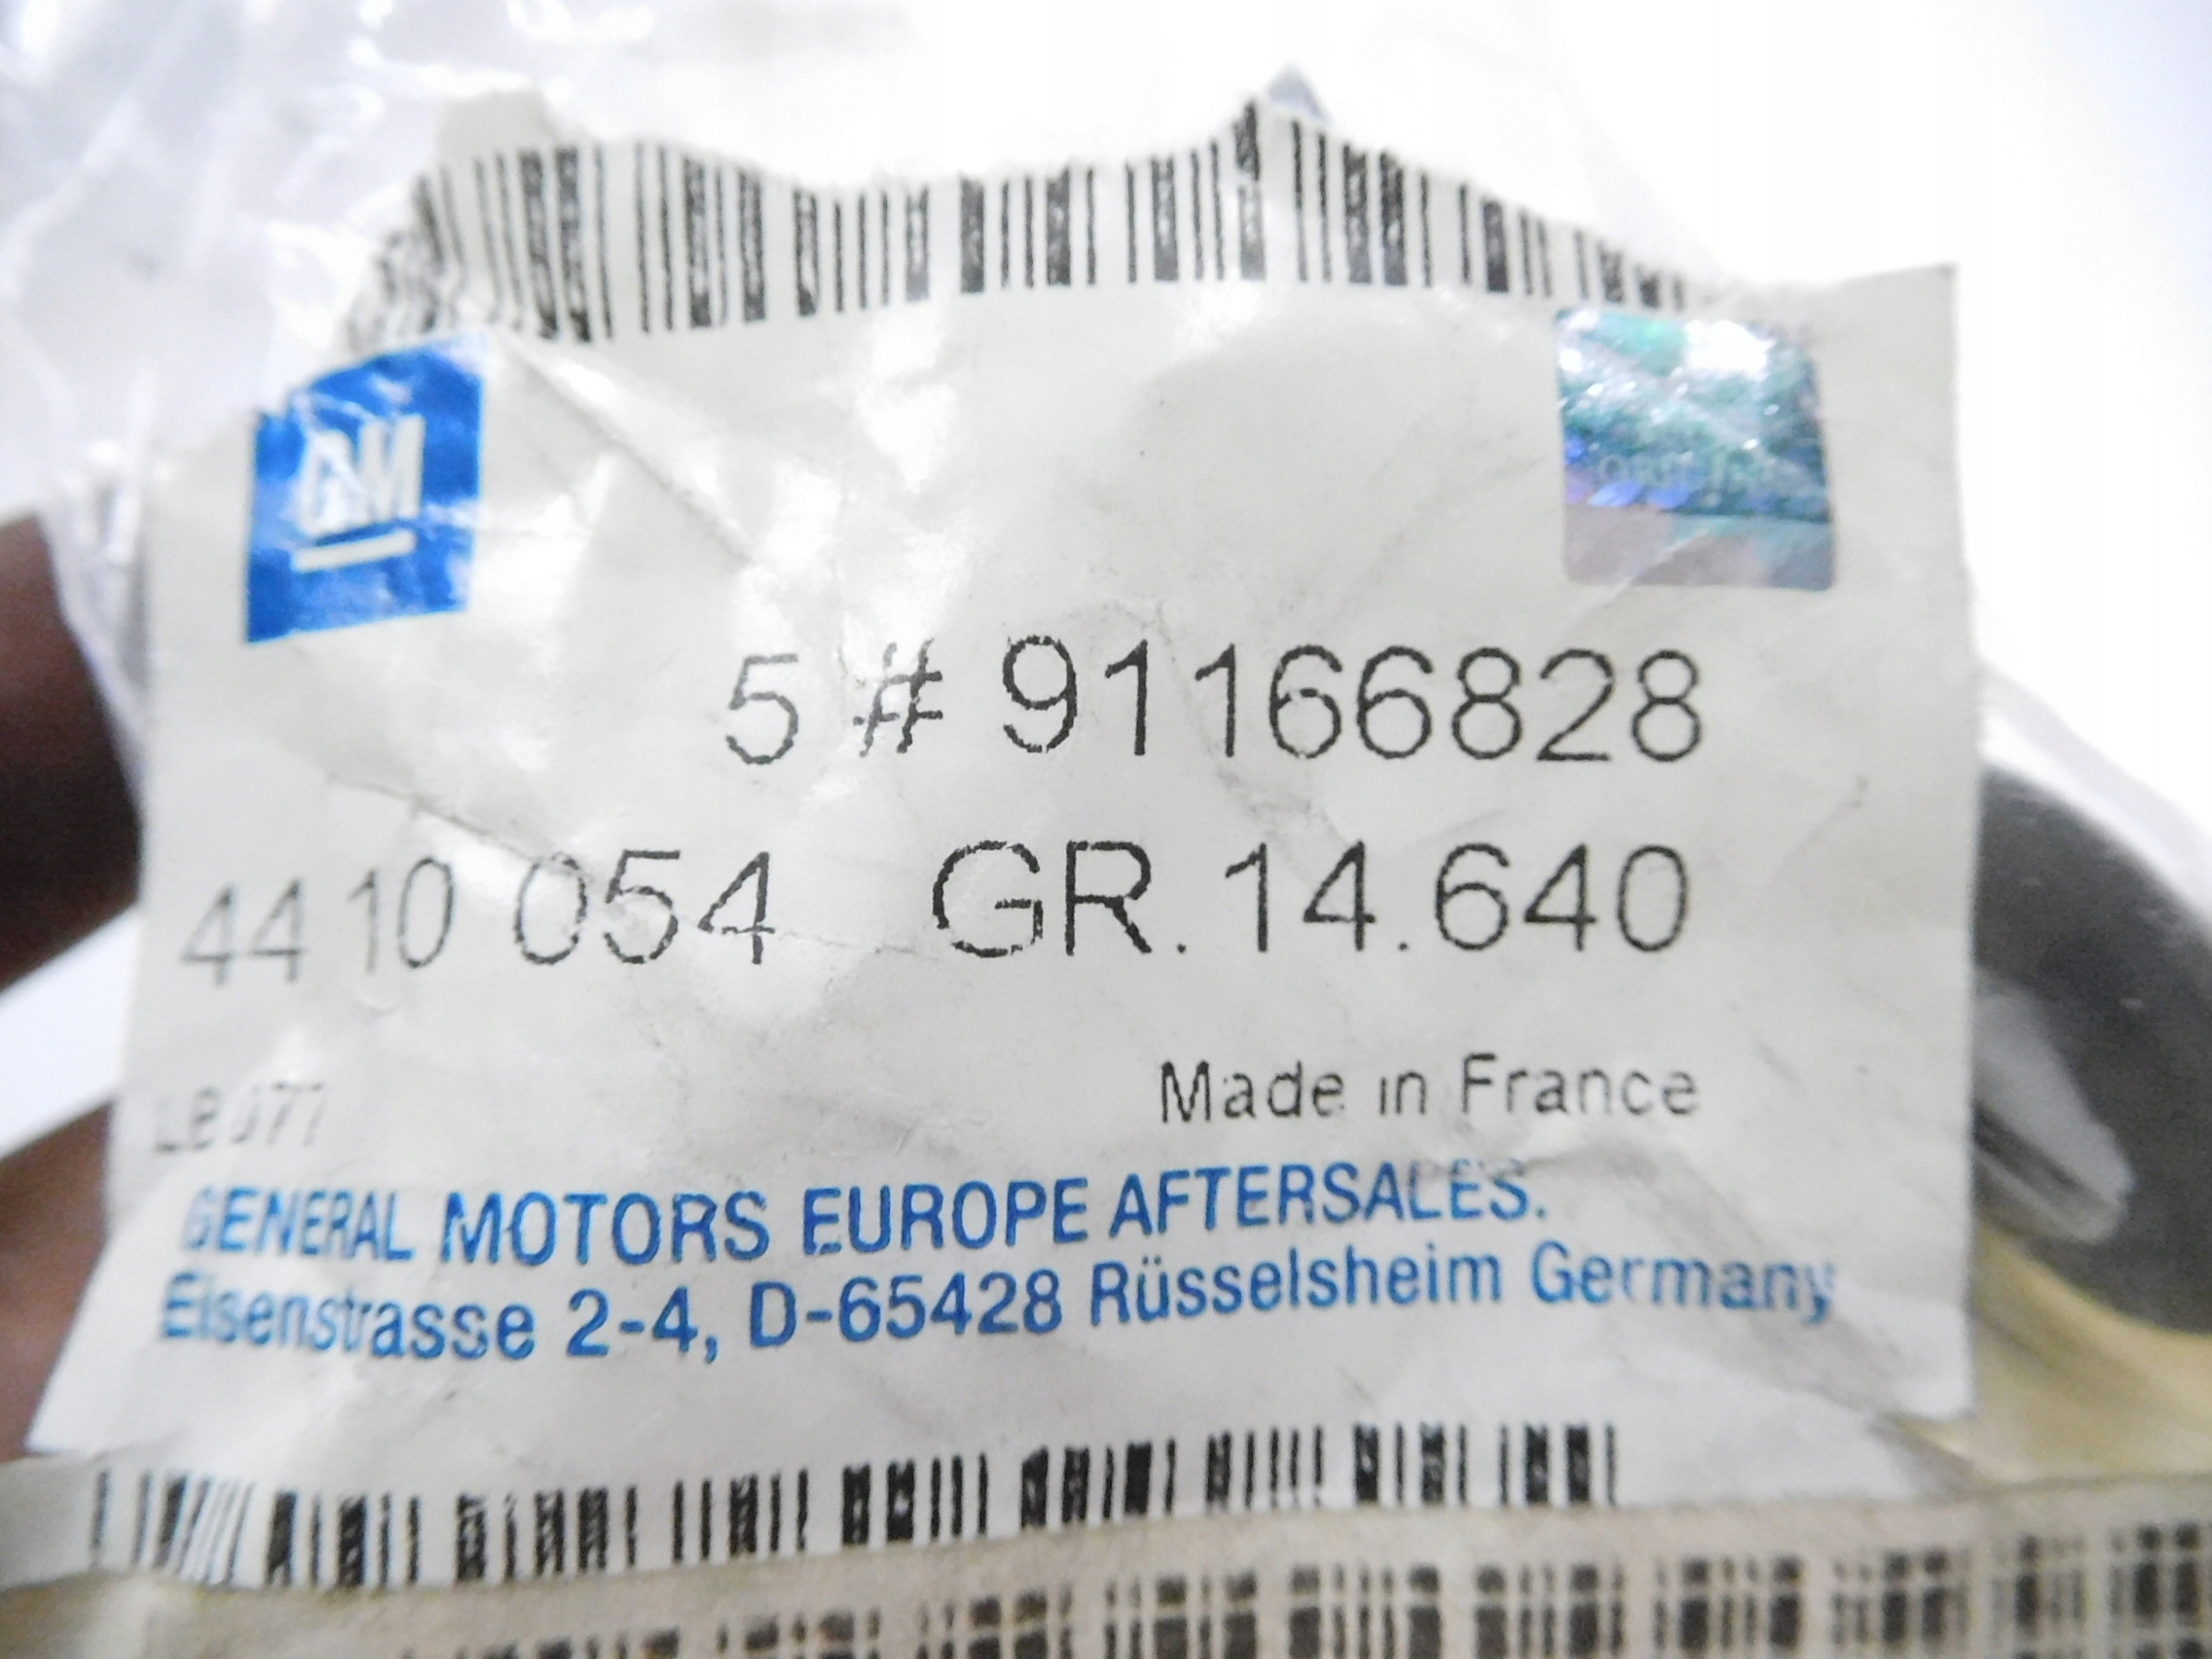 GM
5 # 91166828
4410 054 GR. 14.640
Made in France
GENERAL MOTORS EUROPE AFTERSALES.
Eisenstrasse 2-4, D-65428 Rüsselsheim Germany